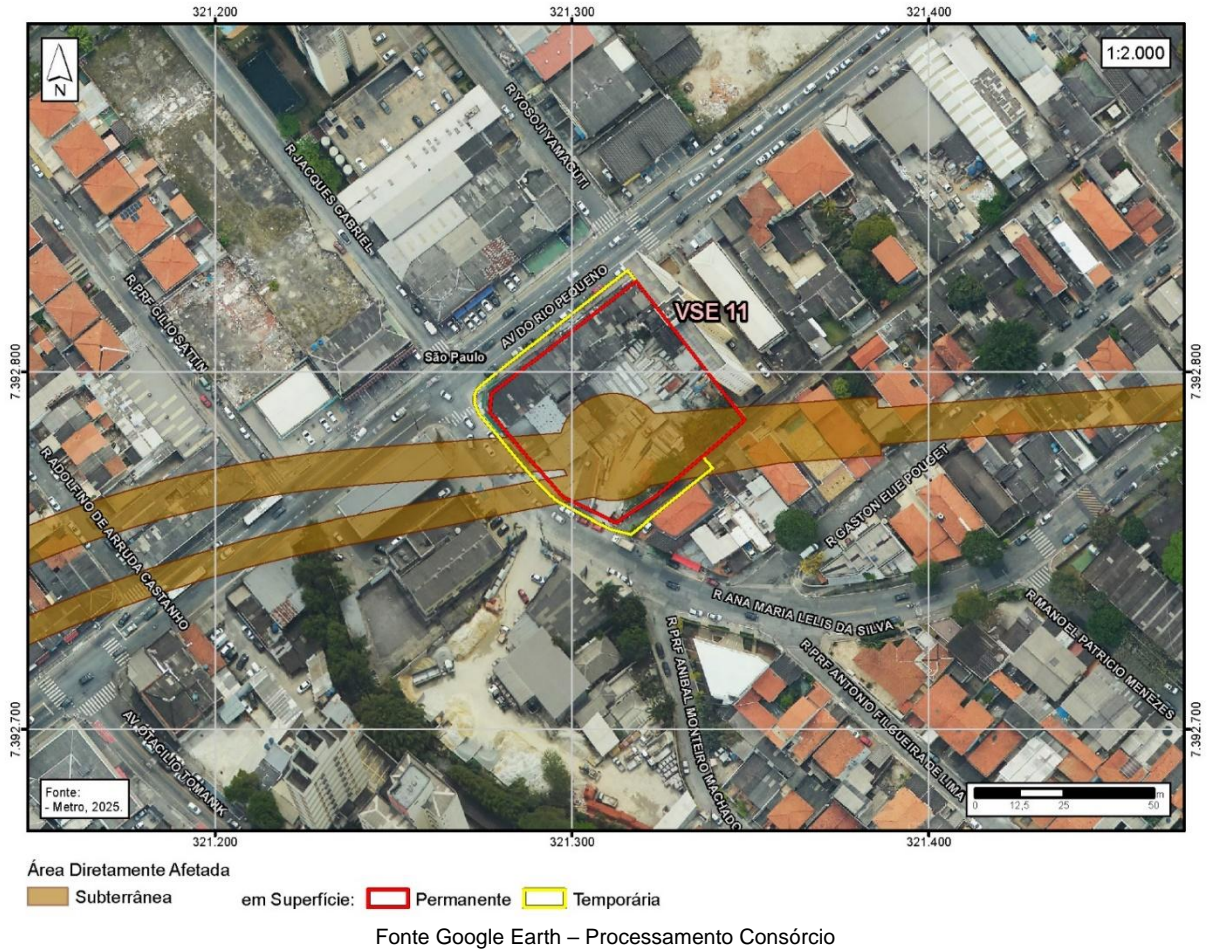 321.200
321.300
321.400
N
1:2.000
R YOSOJI YAMAGUTI
R JACQUES GABRIEL
R PRF GILIO SATTIN
AV DO RIO PEQUENO
VSE 11
São Paulo
7.392.800
7.392.800
R ADOLFINO DE ARRUDA CASTANHO
R GASTON ELIE POUGET
R ANA MARIA LELIS DA SILVA
R MANOEL PATRICIO MENEZES
R PRF ANIBAL MONTEIRO MACHADO
R PRF ANTONIO FILGUEIRA DE LIMA
AV OTACILIO TOMANIK
7.392.700
7.392.700
Fonte:
- Metro, 2025.
m
0 12,5 25 50
321.200
321.300
321.400
Área Diretamente Afetada
Subterrânea em Superfície: Permanente Temporária
Fonte Google Earth – Processamento Consórcio